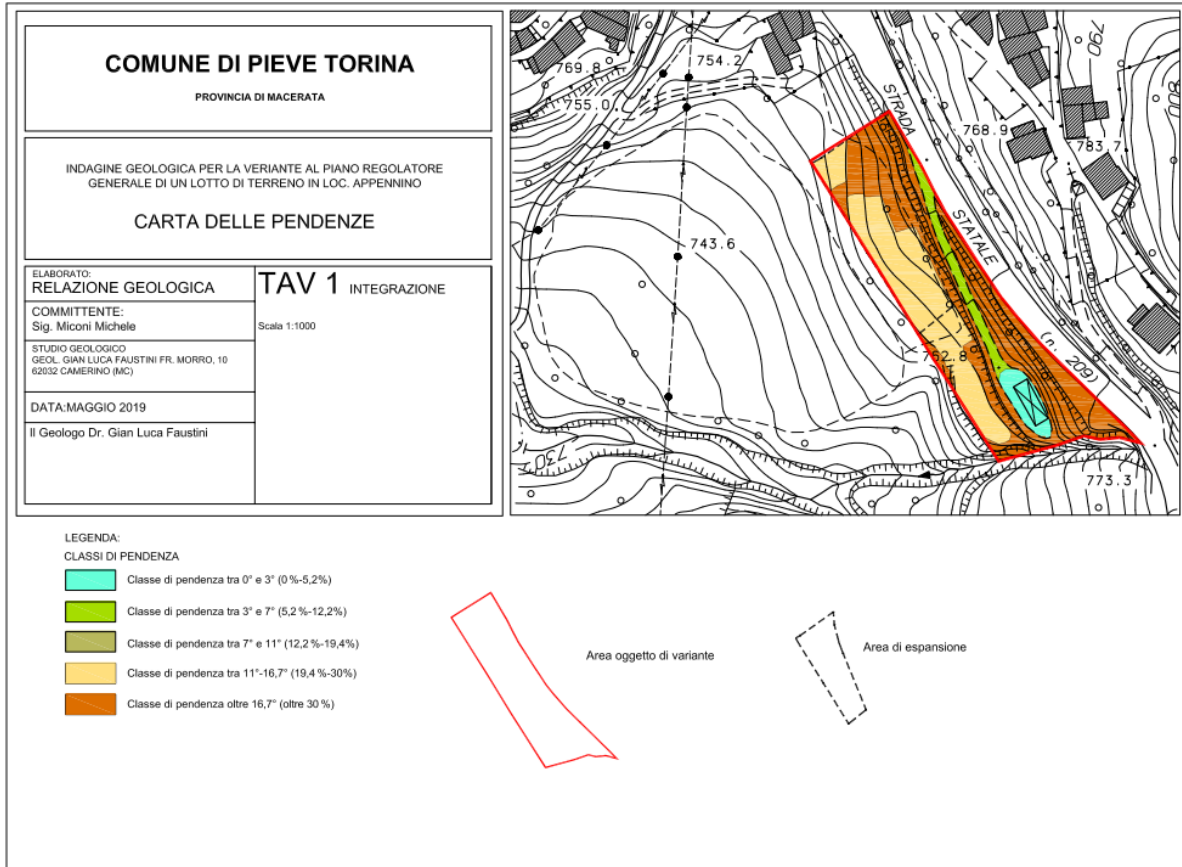 COMUNE DI PIEVE TORINA
PROVINCIA DI MACERATA
INDAGINE GEOLOGICA PER LA VERIANTE AL PIANO REGOLATORE
GENERALE DI UN LOTTO DI TERRENO IN LOC. APPENNINO
CARTA DELLE PENDENZE
ELABORATO:
RELAZIONE GEOLOGICA
COMMITTENTE:
Sig. Miconi Michele
STUDIO GEOLOGICO
GEOL. GIAN LUCA FAUSTINI FR. MORRO, 10
62032 CAMERINO (MC)
DATA:MAGGIO 2019
Il Geologo Dr. Gian Luca Faustini
TAV 1 INTEGRAZIONE
Scala 1:1000
769.8
754.2
755.0
790
808
STRADA
768.9
783.7
743.6
STATALE
752.8
(n. 209)
730
773.3
LEGENDA:
CLASSI DI PENDENZA
Classe di pendenza tra 0° e 3° (0%-5,2%)
Classe di pendenza tra 3° e 7° (5,2%-12,2%)
Classe di pendenza tra 7° e 11° (12,2%-19,4%)
Classe di pendenza tra 11°-16,7° (19,4%-30%)
Classe di pendenza oltre 16,7° (oltre 30%)
Area oggetto di variante
Area di espansione